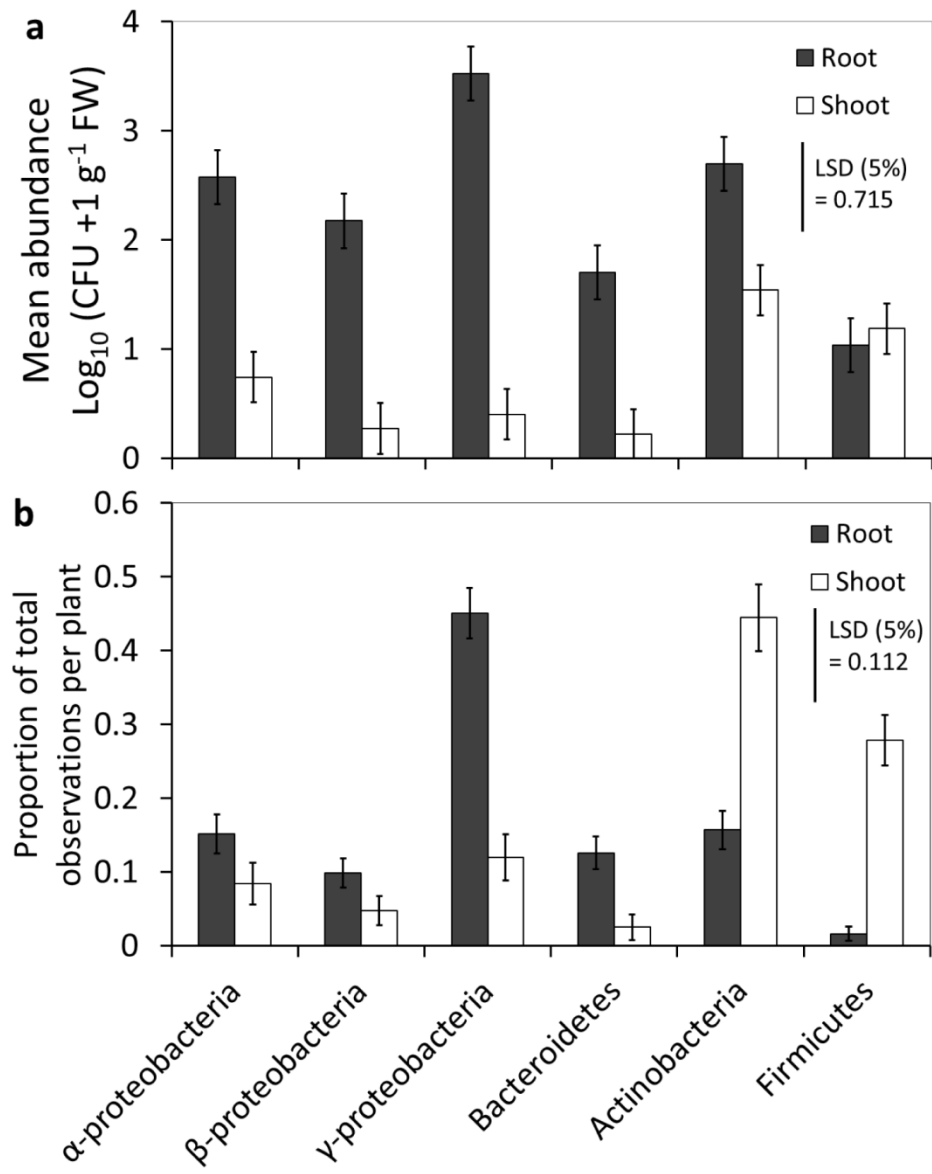 a
Mean abundance
Log₁₀ (CFU +1 g⁻¹ FW)
4
3
2
1
0
Root
Shoot
LSD (5%)
= 0.715
b
Proportion of total
observations per plant
0.6
0.5
0.4
0.3
0.2
0.1
0
Root
Shoot
LSD (5%)
= 0.112
α-proteobacteria
β-proteobacteria
γ-proteobacteria
Bacteroidetes
Actinobacteria
Firmicutes